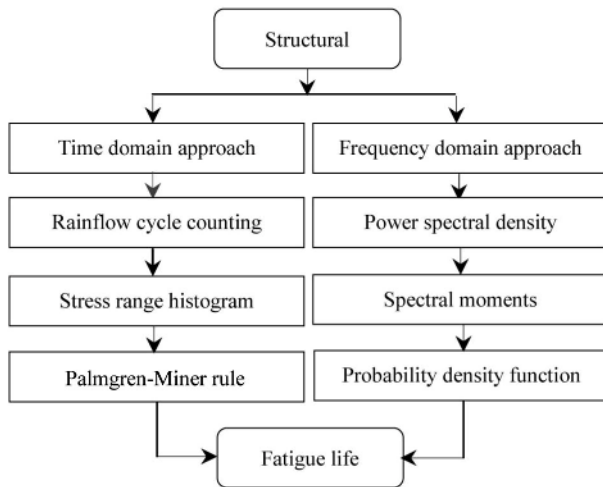 Structural
Time domain approach
Frequency domain approach
Rainflow cycle counting
Power spectral density
Stress range histogram
Spectral moments
Palmgren-Miner rule
Probability density function
Fatigue life